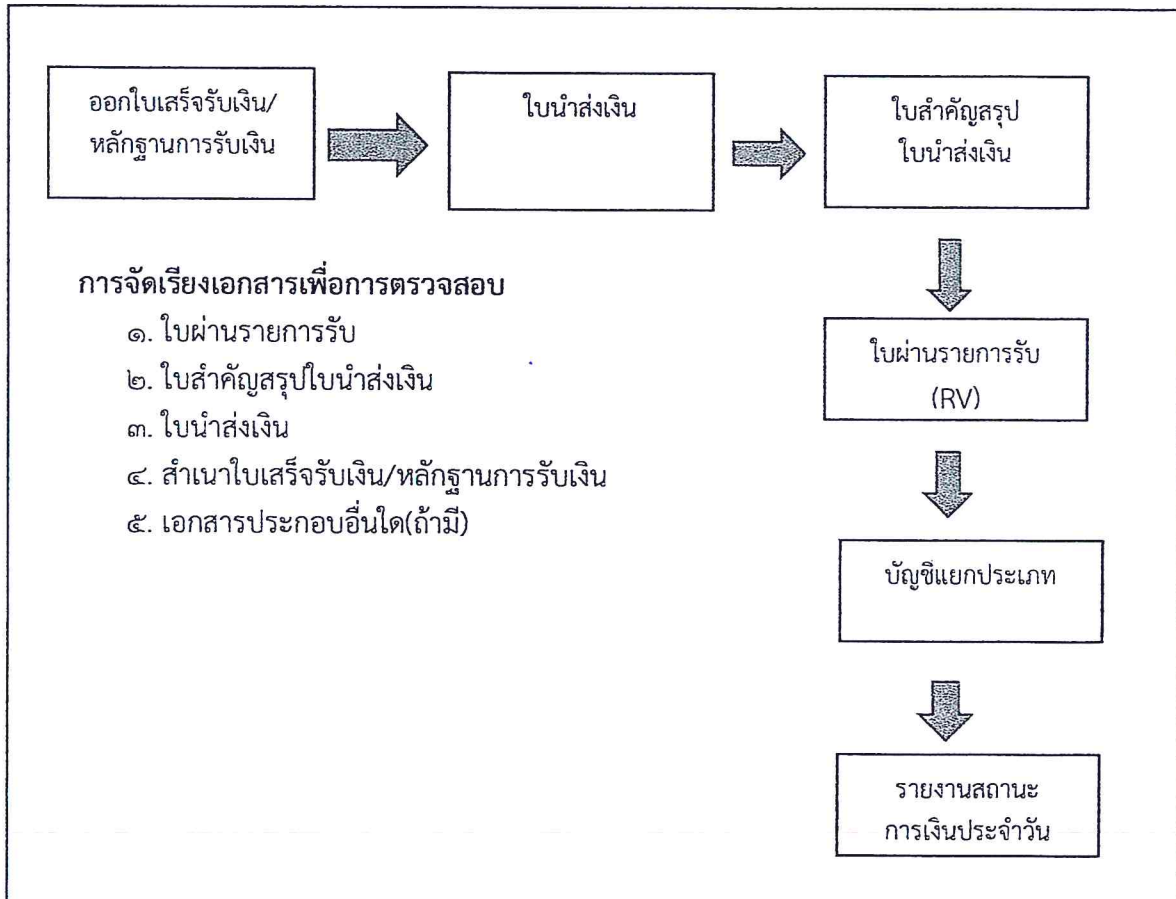 ออกใบเสร็จรับเงิน/
หลักฐานการรับเงิน
ใบนำส่งเงิน
ใบสำคัญสรุป
ใบนำส่งเงิน
การจัดเรียงเอกสารเพื่อการตรวจสอบ
๑. ใบผ่านรายการรับ
๒. ใบสำคัญสรุปใบนำส่งเงิน
๓. ใบนำส่งเงิน
๔. สำเนาใบเสร็จรับเงิน/หลักฐานการรับเงิน
๕. เอกสารประกอบอื่นใด(ถ้ามี)
ใบผ่านรายการรับ
(RV)
บัญชีแยกประเภท
รายงานสถานะ
การเงินประจำวัน